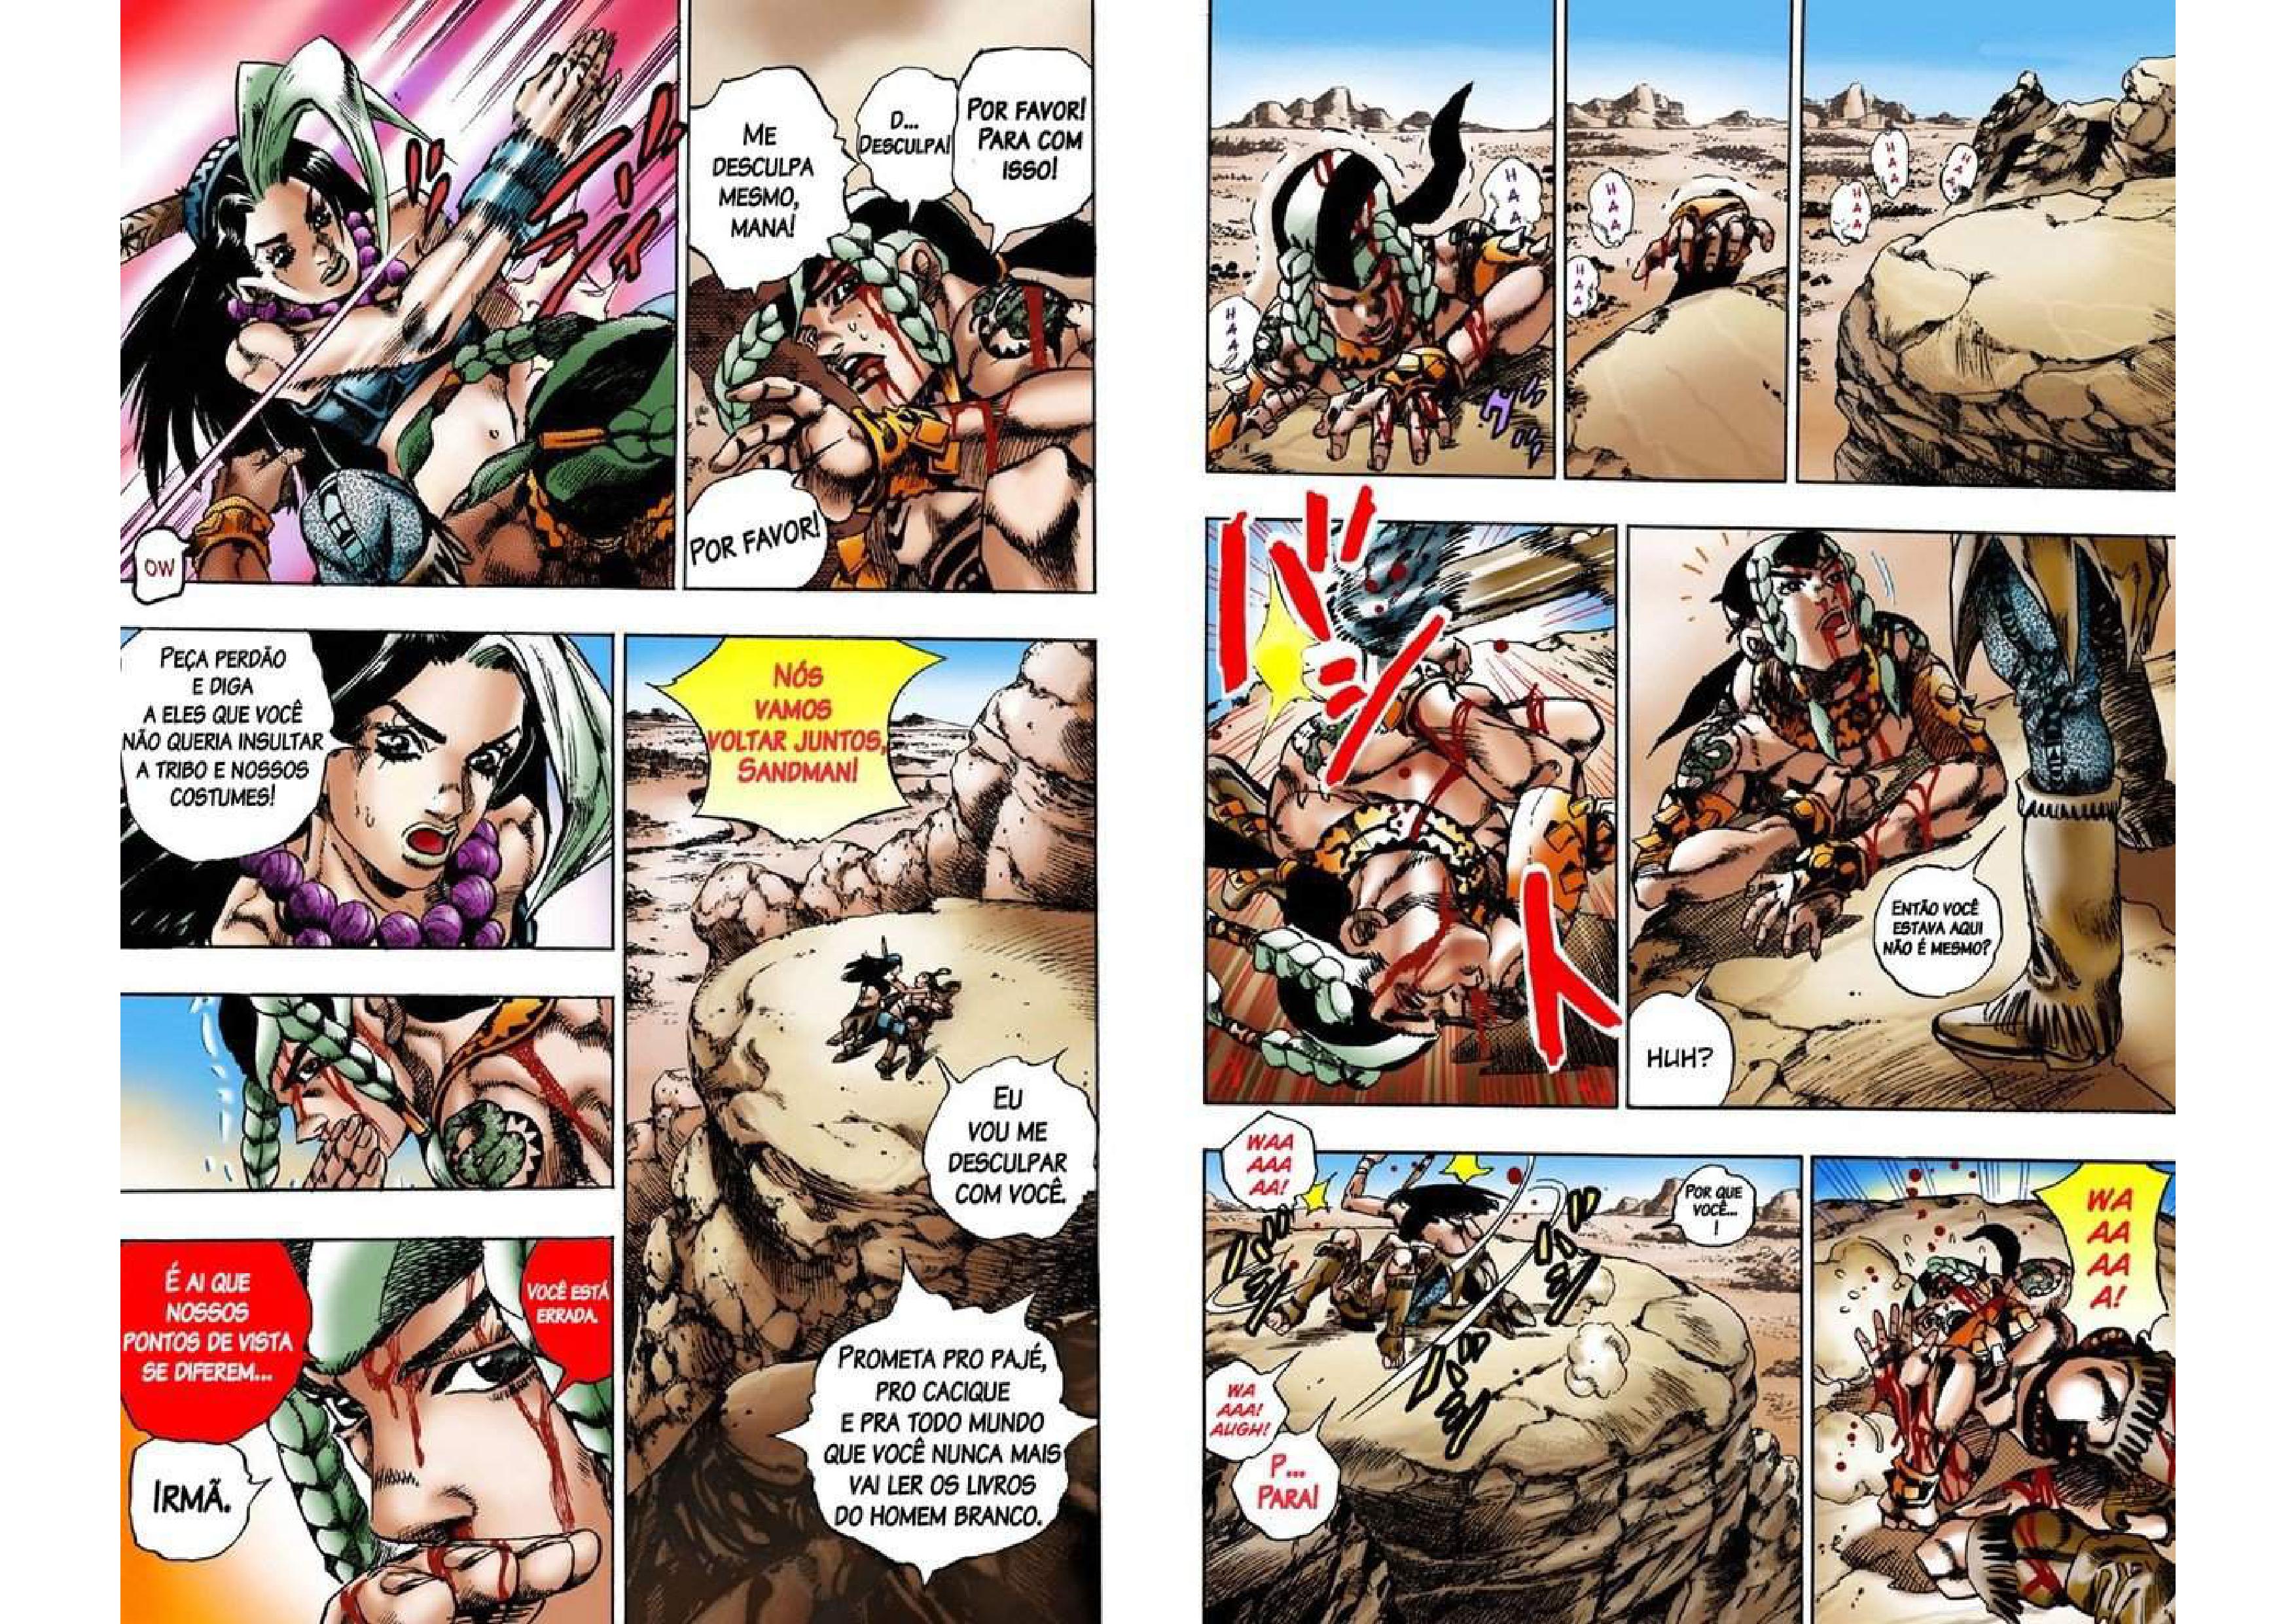 HAA
HAA
HAA
HAA
HAA
HAA
HAA
ENTÃO VOCÊ
ESTAVA AQUI
NÃO É MESMO?
HUH?
WA
AA
AA
A!
POR QUE
VOCÊ...
!
WAA
AAA
AA!
WA
AAA!
AUGH!
P...
PARA!
POR FAVOR!
PARA COM
ISSO!
D...
DESCULPA!
ME
DESCULPA
MESMO,
MANA!
POR FAVOR!
OW
NÓS
VAMOS
VOLTAR JUNTOS,
SANDMAN!
EU
VOU ME
DESCULPAR
COM VOCÊ.
PROMETA PRO PAJÉ,
PRO CACIQUE
E PRA TODO MUNDO
QUE VOCÊ NUNCA MAIS
VAI LER OS LIVROS
DO HOMEM BRANCO.
PEÇA PERDÃO
E DIGA
A ELES QUE VOCÊ
NÃO QUERIA INSULTAR
A TRIBO E NOSSOS
COSTUMES!
VOCÊ ESTÁ
ERRADA.
É AI QUE
NOSSOS
PONTOS DE VISTA
SE DIFEREM...
IRMÃ.